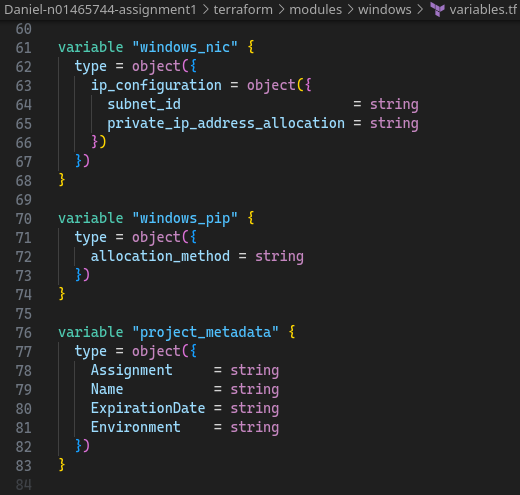 Daniel-n01465744-assignment1 > terraform > modules > windows > variables.tf
60
61 variable "windows_nic" {
62   type = object({
63     ip_configuration = object({
64       subnet_id                     = string
65       private_ip_address_allocation = string
66     })
67   })
68 }
69
70 variable "windows_pip" {
71   type = object({
72     allocation_method = string
73   })
74 }
75
76 variable "project_metadata" {
77   type = object({
78     Assignment     = string
79     Name           = string
80     ExpirationDate = string
81     Environment    = string
82   })
83 }
84